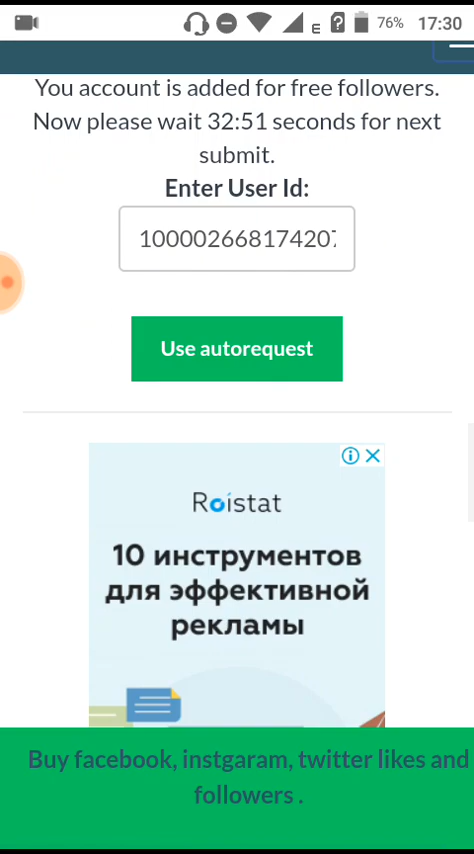 E 76% 17:30
You account is added for free followers.
Now please wait 32:51 seconds for next
submit.
Enter User Id:
10000266817420
Use autorequest
Roistat
10 инструментов
для эффективной
рекламы
Buy facebook, instgaram, twitter likes and
followers .